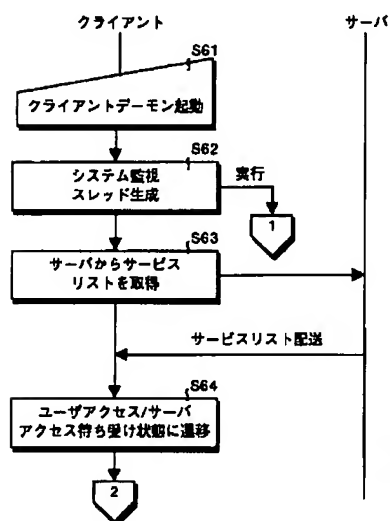 クライアント
サーバ
S61
クライアントデーモン起動
S62
システム監視
スレッド生成
実行
1
S63
サーバからサービス
リストを取得
サービスリスト配送
S64
ユーザアクセス/サーバ
アクセス待ち受け状態に遷移
2